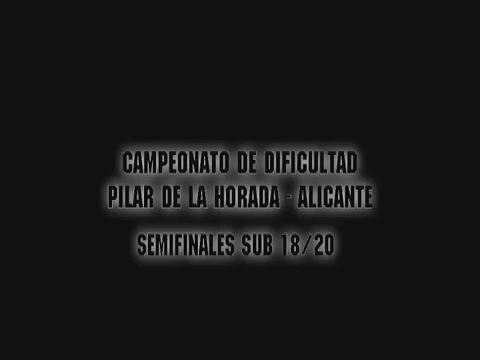 CAMPEONATO DE DIFICULTAD
PILAR DE LA HORADA - ALICANTE
SEMIFINALES SUB 18/20